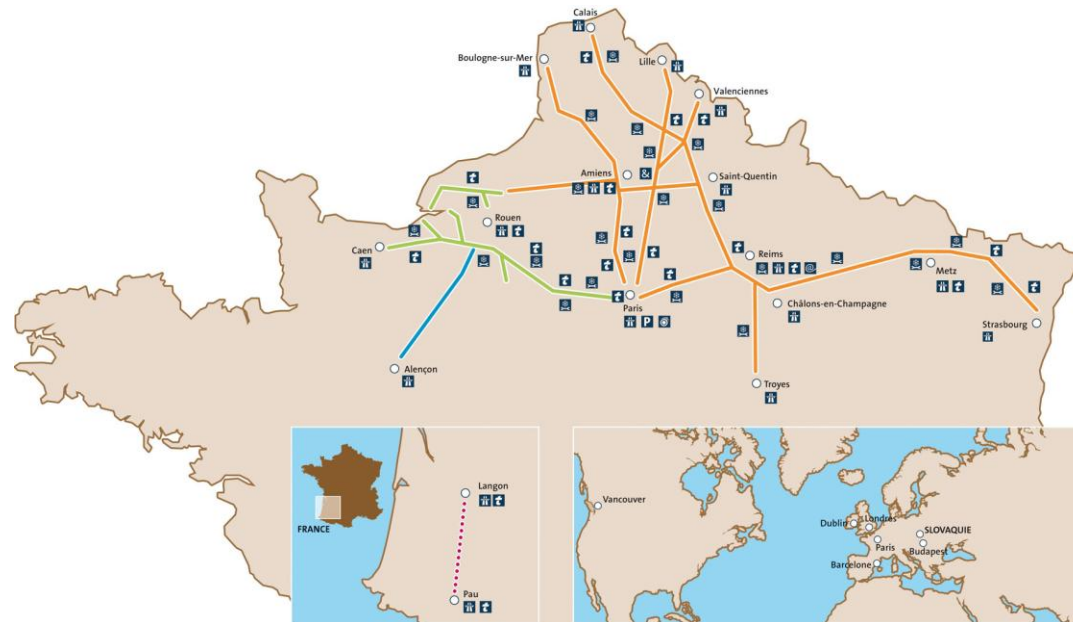 Calais
Boulogne-sur-Mer
Lille
Valenciennes
Amiens
&
Saint-Quentin
Rouen
Caen
Reims
@
Metz
Paris
P
Châlons-en-Champagne
Strasbourg
Alençon
Troyes
Langon
FRANCE
Pau
Vancouver
Dublin
Londres
SLOVAQUIE
Paris
Budapest
Barcelone